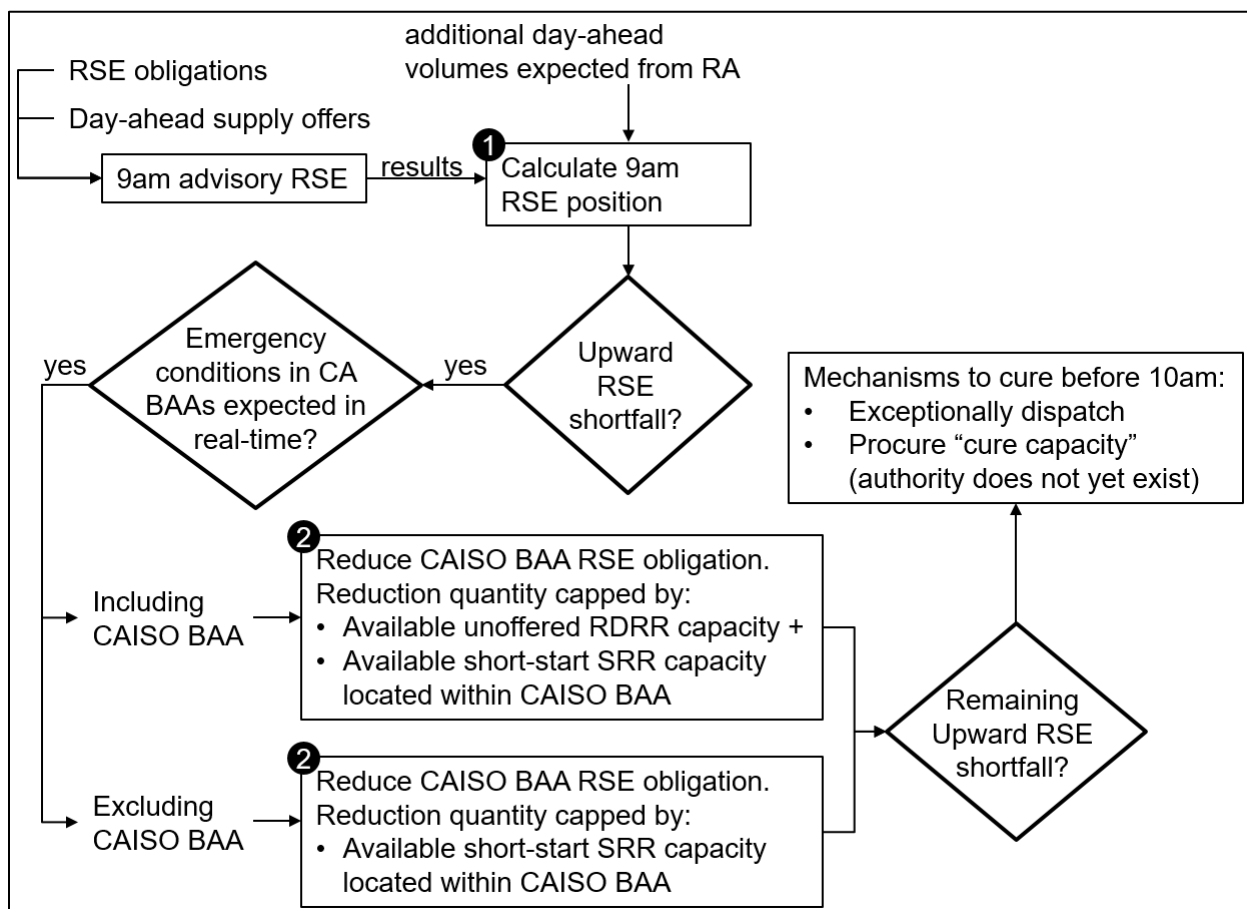 RSE obligations
Day-ahead supply offers
9am advisory RSE
results
additional day-ahead
volumes expected from RA
1
Calculate 9am
RSE position
Upward
RSE
shortfall?
yes
Emergency
conditions in CA
BAAs expected in
real-time?
yes
Including
CAISO BAA
2
Reduce CAISO BAA RSE obligation.
Reduction quantity capped by:
• Available unoffered RDRR capacity +
• Available short-start SRR capacity
located within CAISO BAA
Excluding
CAISO BAA
2
Reduce CAISO BAA RSE obligation.
Reduction quantity capped by:
• Available short-start SRR capacity
located within CAISO BAA
Remaining
Upward RSE
shortfall?
Mechanisms to cure before 10am:
• Exceptionally dispatch
• Procure “cure capacity”
(authority does not yet exist)